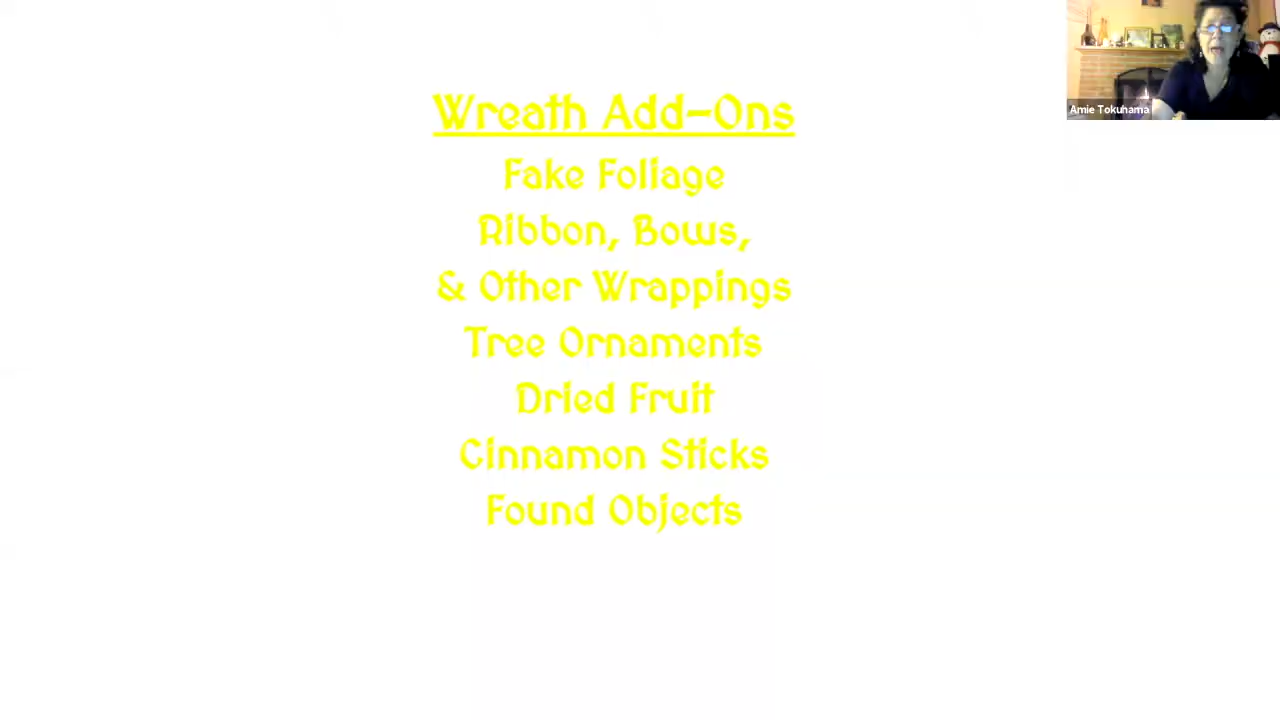 Wreath Add-Ons
Fake Foliage
Ribbon, Bows,
& Other Wrappings
Tree Ornaments
Dried Fruit
Cinnamon Sticks
Found Objects
Amie Tokuhama